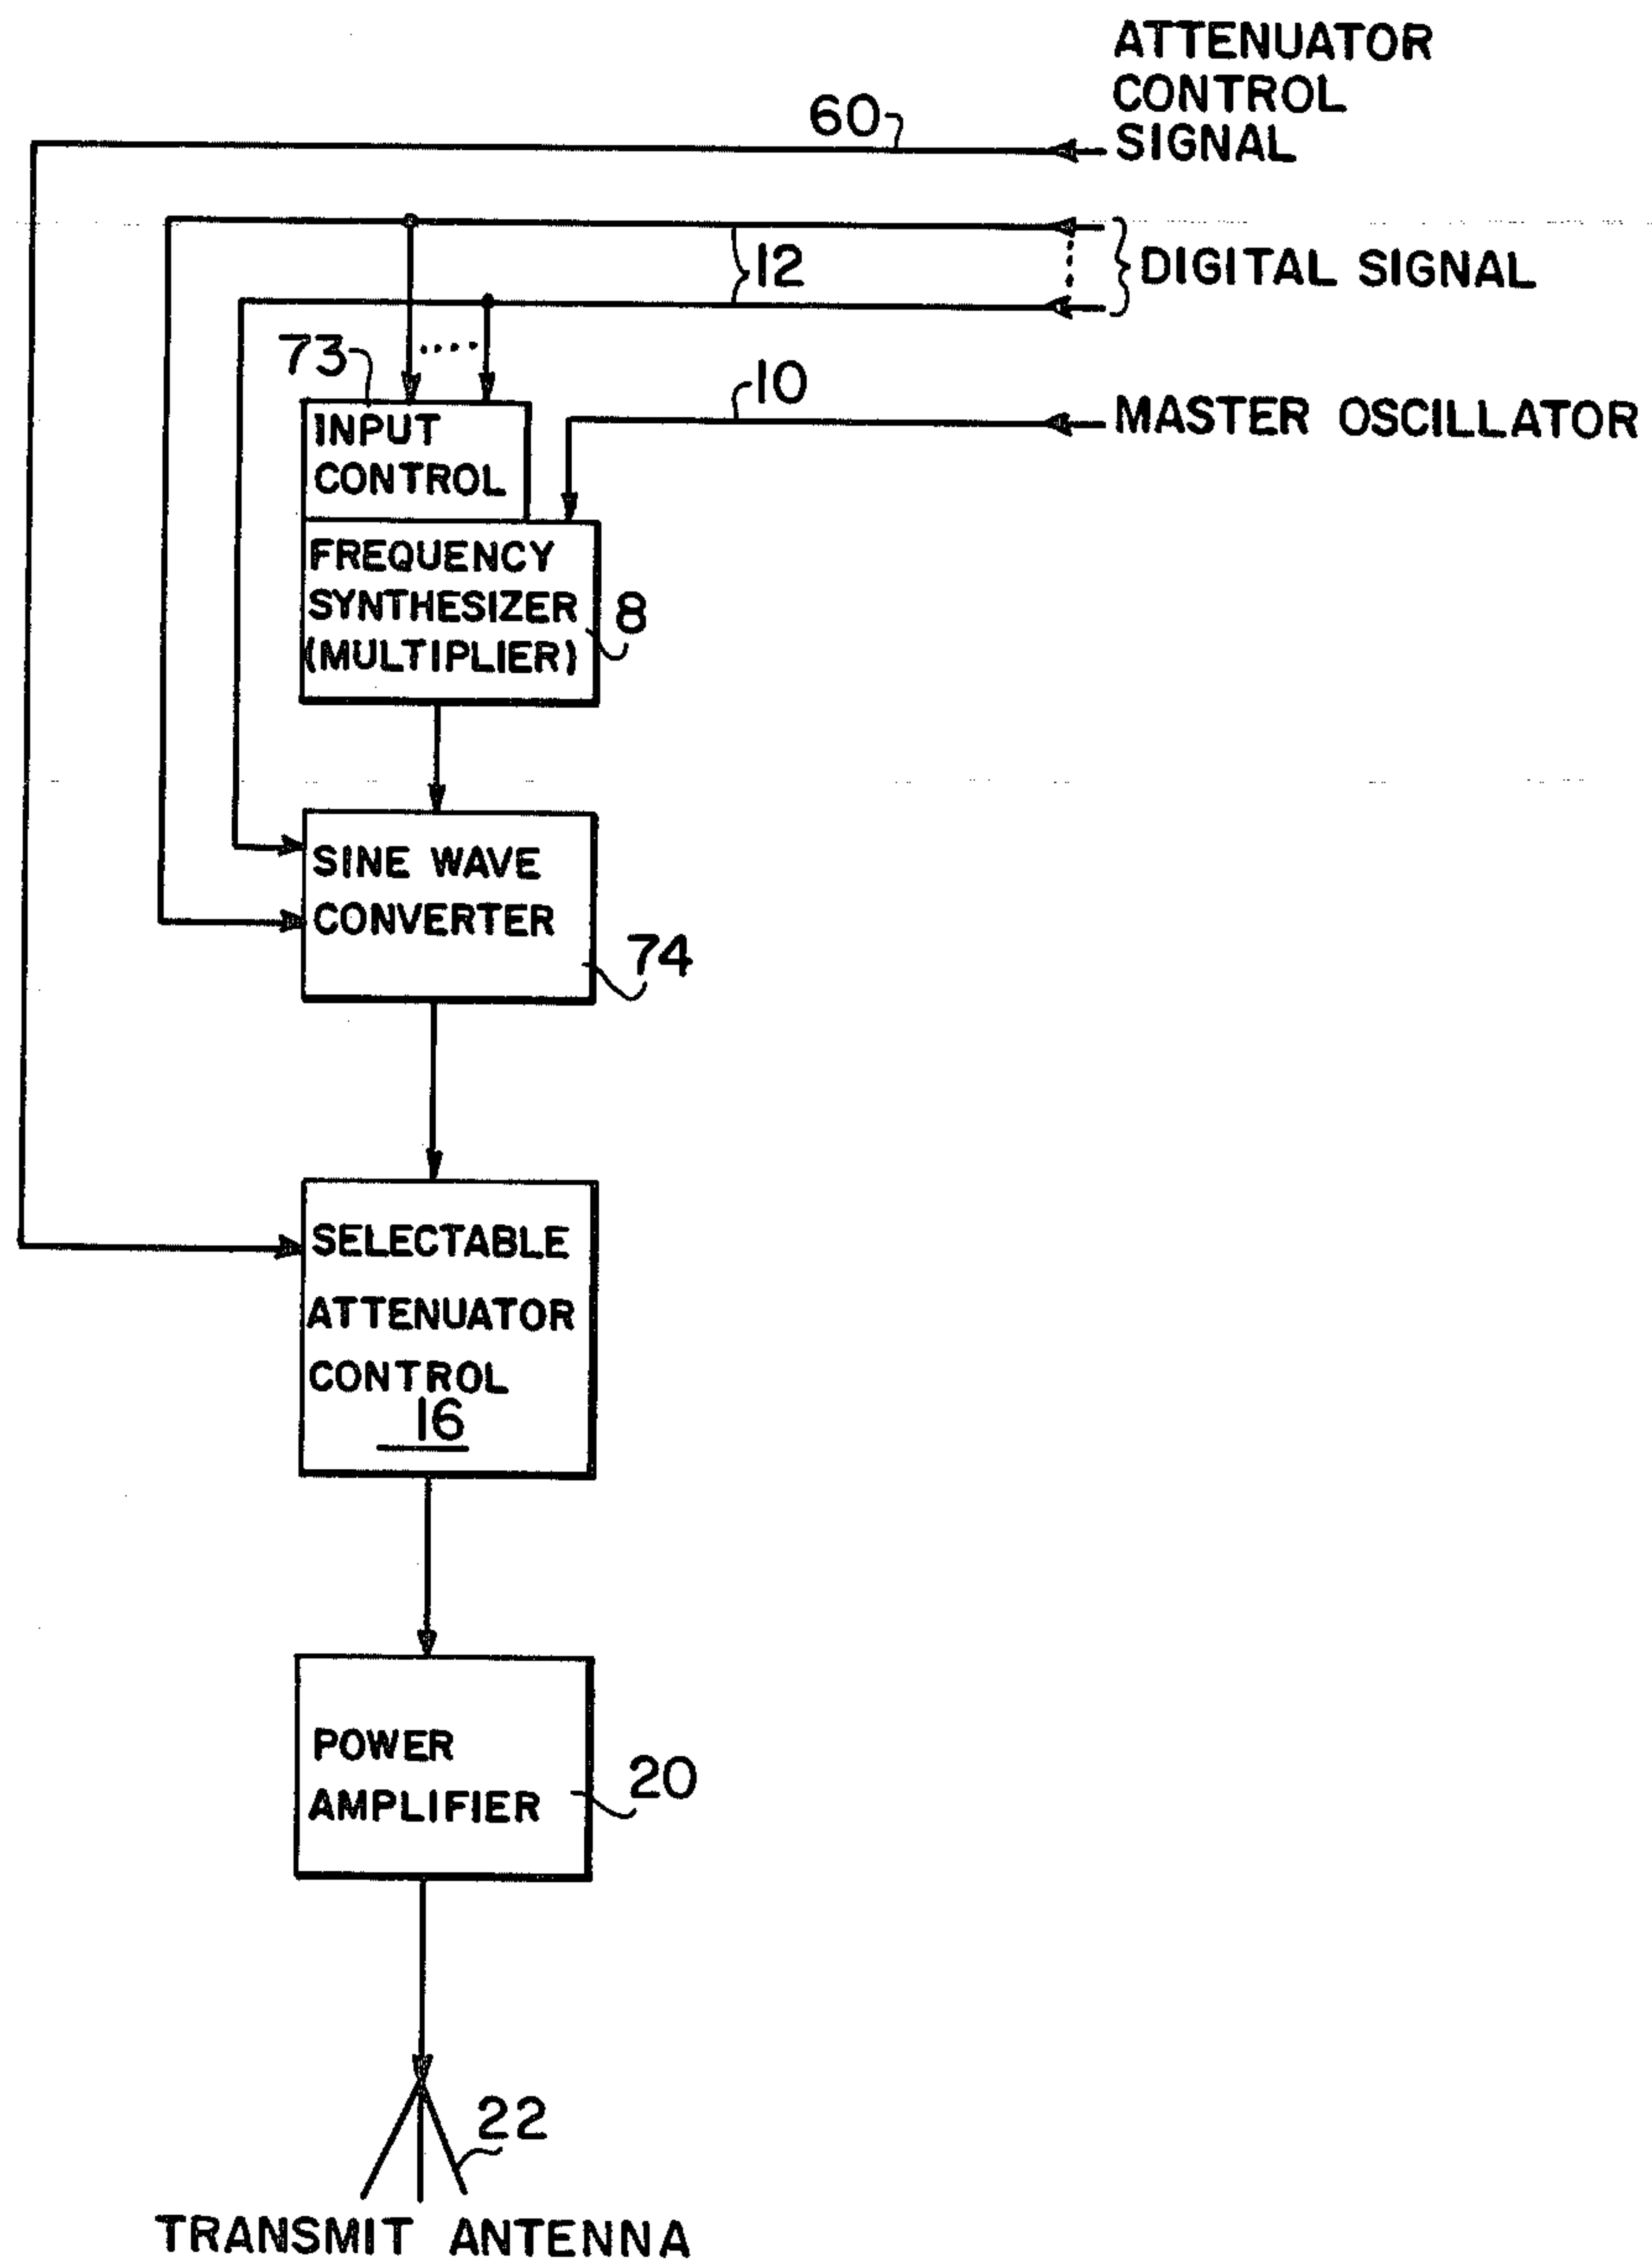 ATTENUATOR
CONTROL
SIGNAL
60
12
DIGITAL SIGNAL
73
10
MASTER OSCILLATOR
INPUT
CONTROL
FREQUENCY
SYNTHESIZER
(MULTIPLIER)
8
SINE WAVE
CONVERTER
74
SELECTABLE
ATTENUATOR
CONTROL
16
POWER
AMPLIFIER
20
22
TRANSMIT ANTENNA